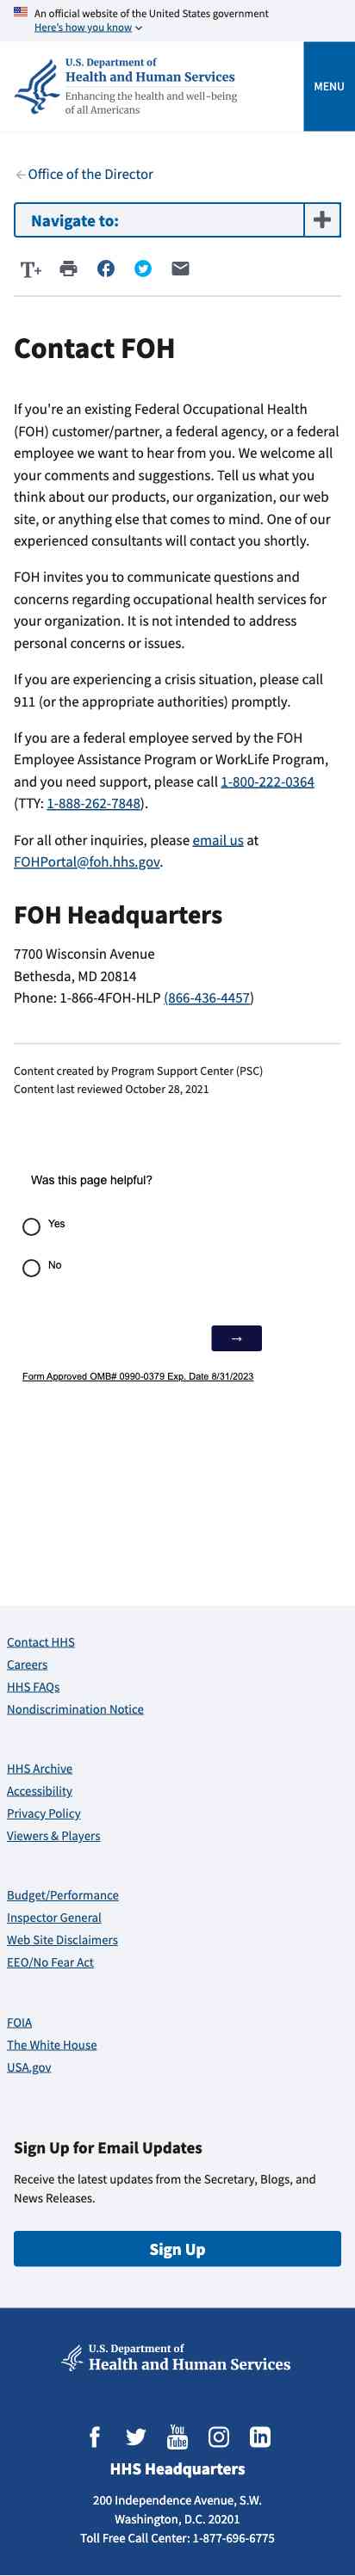 An official website of the United States government
Here's how you know
U.S. Department of
Health and Human Services
Enhancing the health and well-being
of all Americans
MENU
Office of the Director
Navigate to:
T+
Contact FOH
If you're an existing Federal Occupational Health
(FOH) customer/partner, a federal agency, or a federal
employee we want to hear from you. We welcome all
your comments and suggestions. Tell us what you
think about our products, our organization, our web
site, or anything else that comes to mind. One of our
experienced consultants will contact you shortly.
FOH invites you to communicate questions and
concerns regarding occupational health services for
your organization. It is not intended to address
personal concerns or issues.
If you are experiencing a crisis situation, please call
911 (or the appropriate authorities) promptly.
If you are a federal employee served by the FOH
Employee Assistance Program or WorkLife Program,
and you need support, please call 1-800-222-0364
(TTY: 1-888-262-7848).
For all other inquiries, please email us at
FOHPortal@foh.hhs.gov.
FOH Headquarters
7700 Wisconsin Avenue
Bethesda, MD 20814
Phone: 1-866-4FOH-HLP (866-436-4457)
Content created by Program Support Center (PSC)
Content last reviewed October 28, 2021
Was this page helpful?
Yes
No
→
Form Approved OMB# 0990-0379 Exp. Date 8/31/2023
Contact HHS
Careers
HHS FAQs
Nondiscrimination Notice
HHS Archive
Accessibility
Privacy Policy
Viewers & Players
Budget/Performance
Inspector General
Web Site Disclaimers
EEO/No Fear Act
FOIA
The White House
USA.gov
Sign Up for Email Updates
Receive the latest updates from the Secretary, Blogs, and
News Releases.
Sign Up
U.S. Department of
Health and Human Services
You
Tube
HHS Headquarters
200 Independence Avenue, S.W.
Washington, D.C. 20201
Toll Free Call Center: 1-877-696-6775